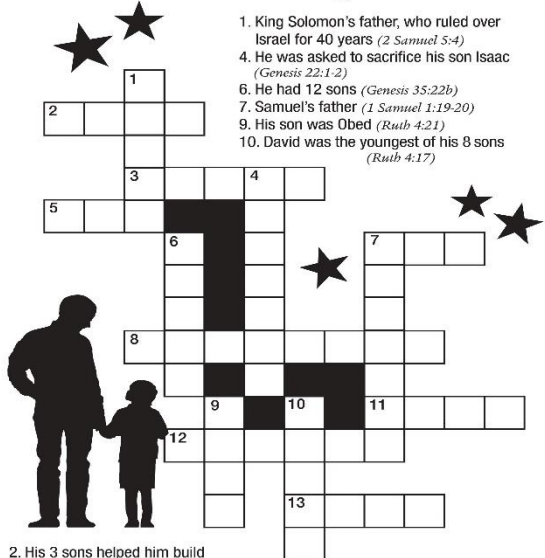 1. King Solomon's father, who ruled over
Israel for 40 years (2 Samuel 5:4)
4. He was asked to sacrifice his son Isaac
(Genesis 22:1-2)
6. He had 12 sons (Genesis 35:22b)
7. Samuel's father (1 Samuel 1:19-20)
9. His son was Obed (Ruth 4:21)
10. David was the youngest of his 8 sons
(Ruth 4:17)
1
2
3 4
5
6 7
8
9 10 11
12
13
2. His 3 sons helped him build